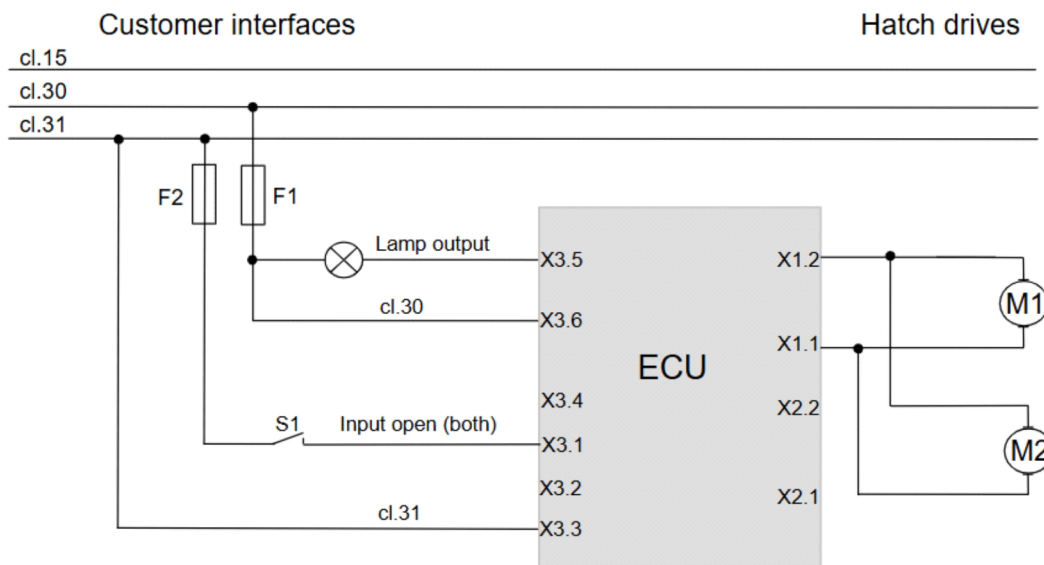 Customer interfaces
Hatch drives
cl.15
cl.30
cl.31
F2
F1
Lamp output
X3.5
X1.2
cl.30
X3.6
M1
X1.1
ECU
X3.4
X2.2
S1
Input open (both)
X3.1
M2
X3.2
X2.1
cl.31
X3.3